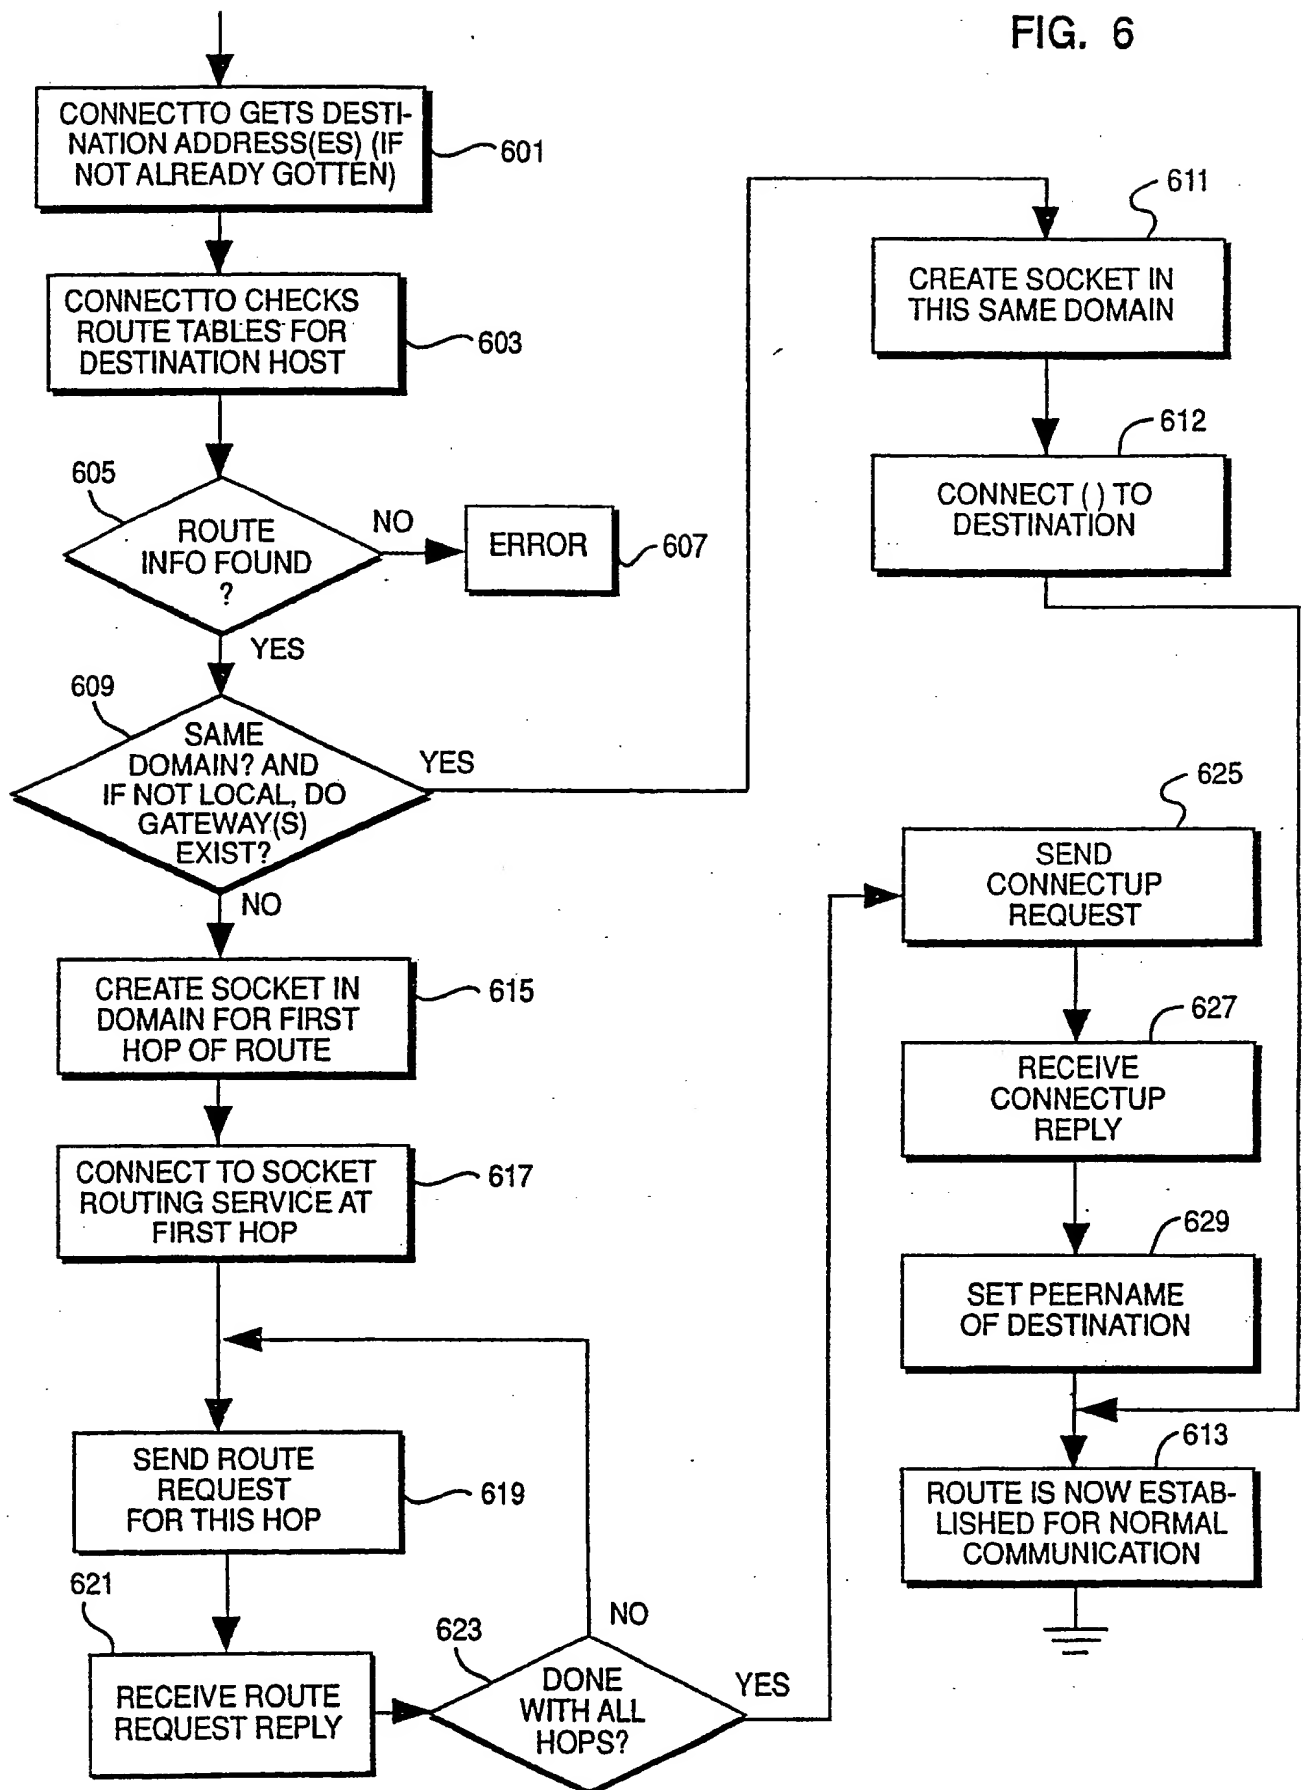 FIG. 6
CONNECTTO GETS DESTI-
NATION ADDRESS(ES) (IF
NOT ALREADY GOTTEN)
601
CONNECTTO CHECKS
ROUTE TABLES FOR
DESTINATION HOST
603
605
ROUTE
INFO FOUND
?
NO
ERROR
607
YES
609
SAME
DOMAIN? AND
IF NOT LOCAL, DO
GATEWAY(S)
EXIST?
YES
NO
611
CREATE SOCKET IN
THIS SAME DOMAIN
612
CONNECT ( ) TO
DESTINATION
CREATE SOCKET IN
DOMAIN FOR FIRST
HOP OF ROUTE
615
CONNECT TO SOCKET
ROUTING SERVICE AT
FIRST HOP
617
SEND ROUTE
REQUEST
FOR THIS HOP
619
621
RECEIVE ROUTE
REQUEST REPLY
623
DONE
WITH ALL
HOPS?
NO
YES
625
SEND
CONNECTUP
REQUEST
627
RECEIVE
CONNECTUP
REPLY
629
SET PEERNAME
OF DESTINATION
613
ROUTE IS NOW ESTAB-
LISHED FOR NORMAL
COMMUNICATION